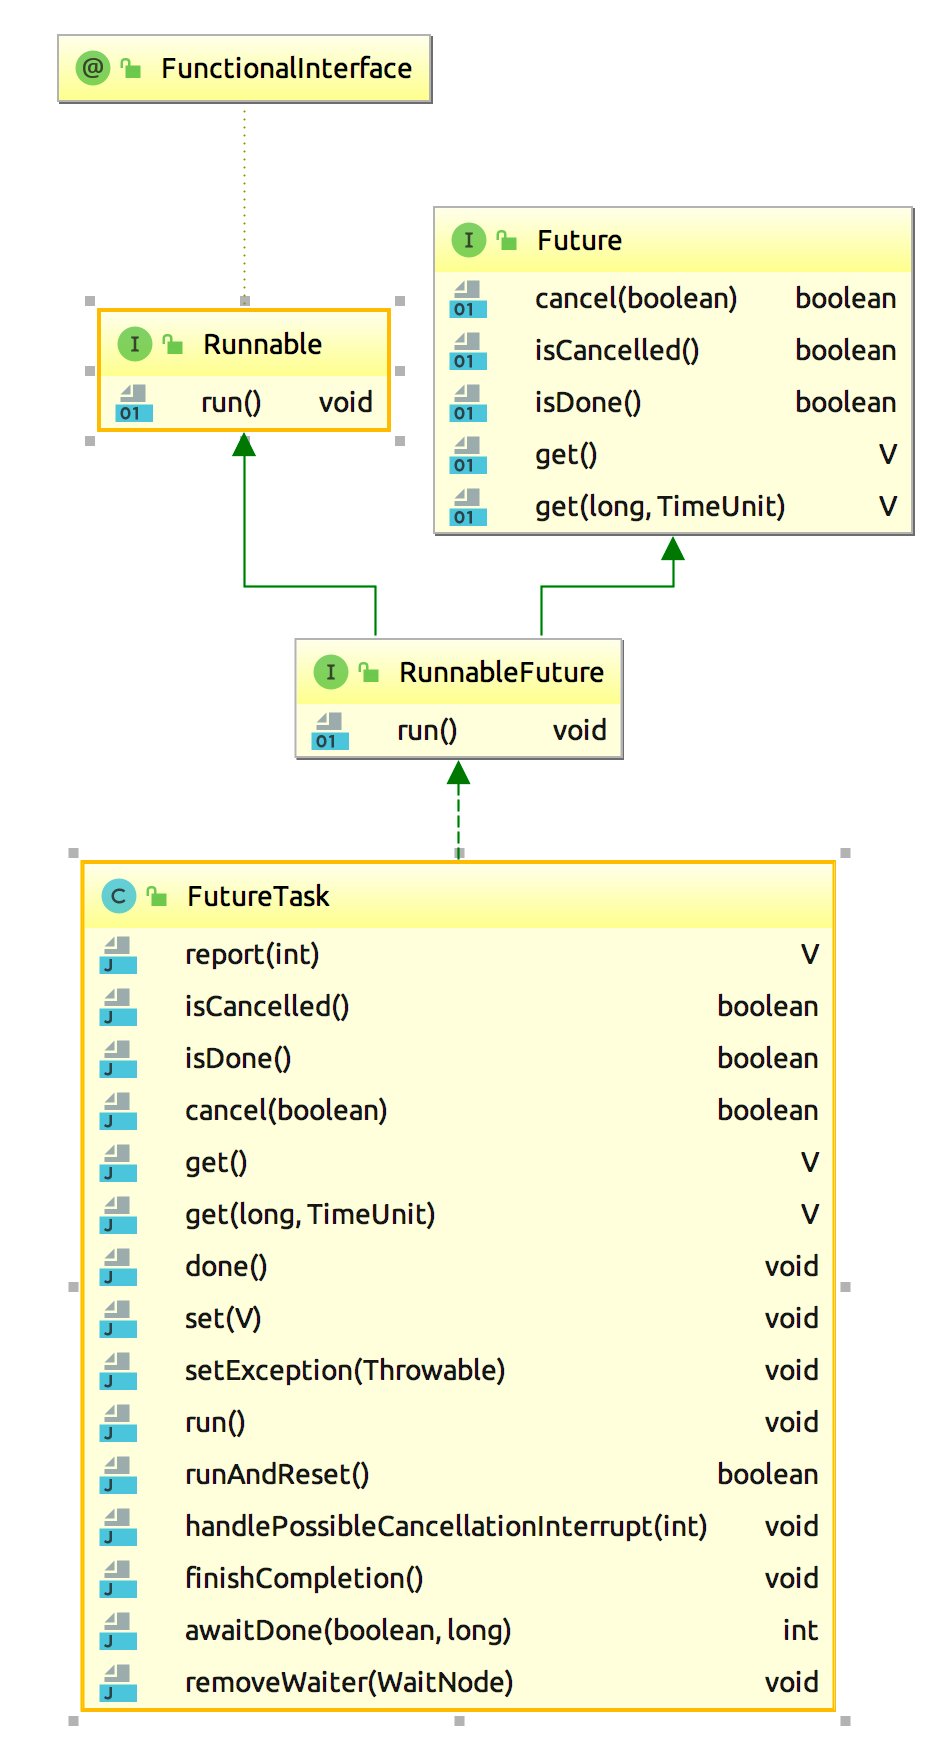 @ FunctionalInterface
I Future
01 cancel(boolean) boolean
01 isCancelled() boolean
01 isDone() boolean
01 get() V
01 get(long, TimeUnit) V
I Runnable
01 run() void
I RunnableFuture
01 run() void
C FutureTask
J report(int) V
J isCancelled() boolean
J isDone() boolean
J cancel(boolean) boolean
J get() V
J get(long, TimeUnit) V
J done() void
J set(V) void
J setException(Throwable) void
J run() void
J runAndReset() boolean
J handlePossibleCancellationInterrupt(int) void
J finishCompletion() void
J awaitDone(boolean, long) int
J removeWaiter(WaitNode) void